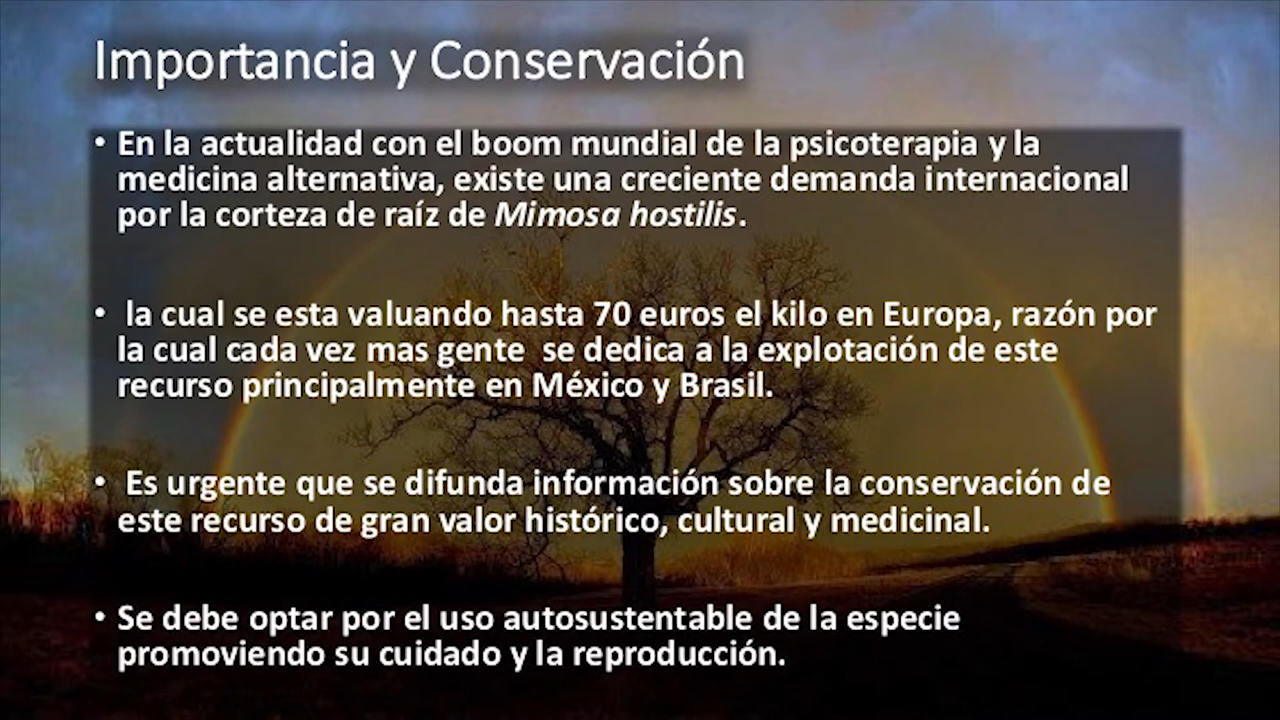 Importancia y Conservación
• En la actualidad con el boom mundial de la psicoterapia y la
medicina alternativa, existe una creciente demanda internacional
por la corteza de raíz de Mimosa hostilis.
• la cual se esta valuando hasta 70 euros el kilo en Europa, razón por
la cual cada vez mas gente se dedica a la explotación de este
recurso principalmente en México y Brasil.
• Es urgente que se difunda información sobre la conservación de
este recurso de gran valor histórico, cultural y medicinal.
• Se debe optar por el uso autosustentable de la especie
promoviendo su cuidado y la reproducción.